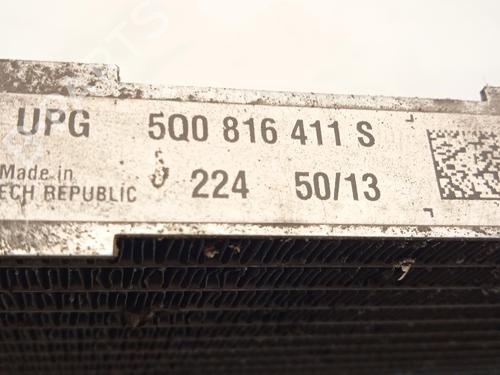 UPG 5Q0 816 411 S
Made in 224 50/13
ECH REPUBLIC